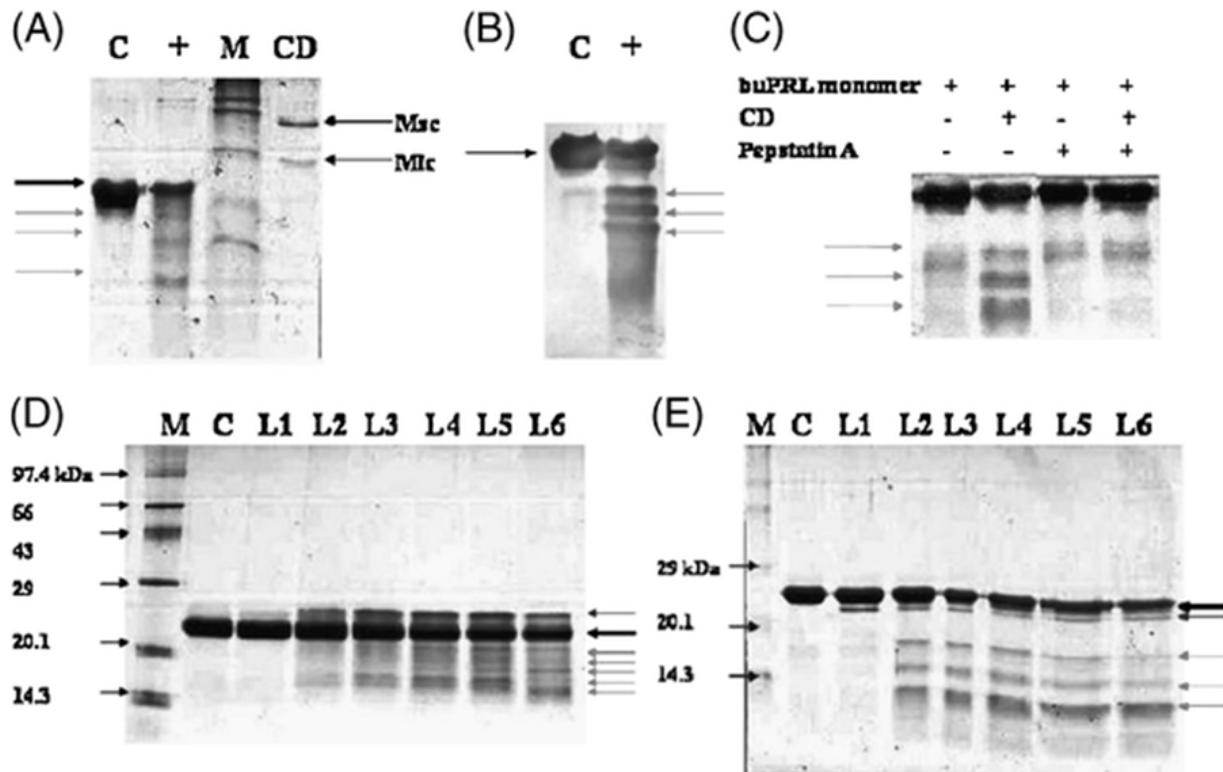 (A)
C + M CD
Msc
Mlc
(B)
C +
(C)
buPRL monomer + + + +
CD - + - +
Pepstatin A - - + +
(D)
M C L1 L2 L3 L4 L5 L6
97.4 kDa
66
43
29
20.1
14.3
(E)
M C L1 L2 L3 L4 L5 L6
29 kDa
20.1
14.3